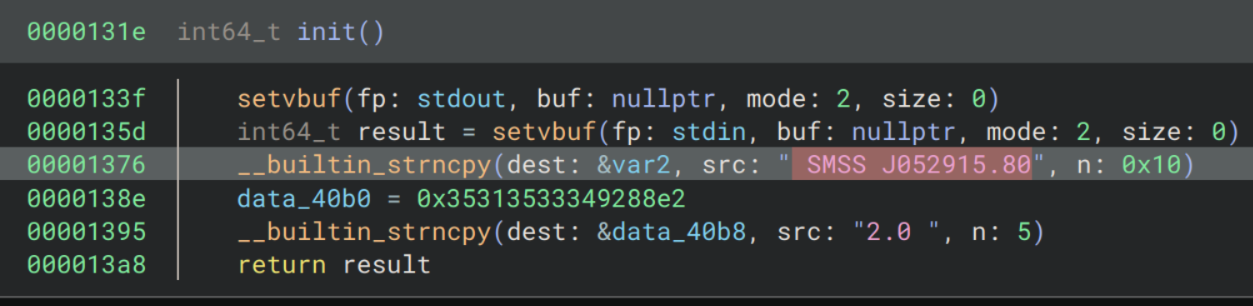 0000131e int64_t init()
0000133f setvbuf(fp: stdout, buf: nullptr, mode: 2, size: 0)
0000135d int64_t result = setvbuf(fp: stdin, buf: nullptr, mode: 2, size: 0)
00001376 __builtin_strncpy(dest: &var2, src: " SMSS J052915.80", n: 0x10)
0000138e data_40b0 = 0x35313533349288e2
00001395 __builtin_strncpy(dest: &data_40b8, src: "2.0 ", n: 5)
000013a8 return result